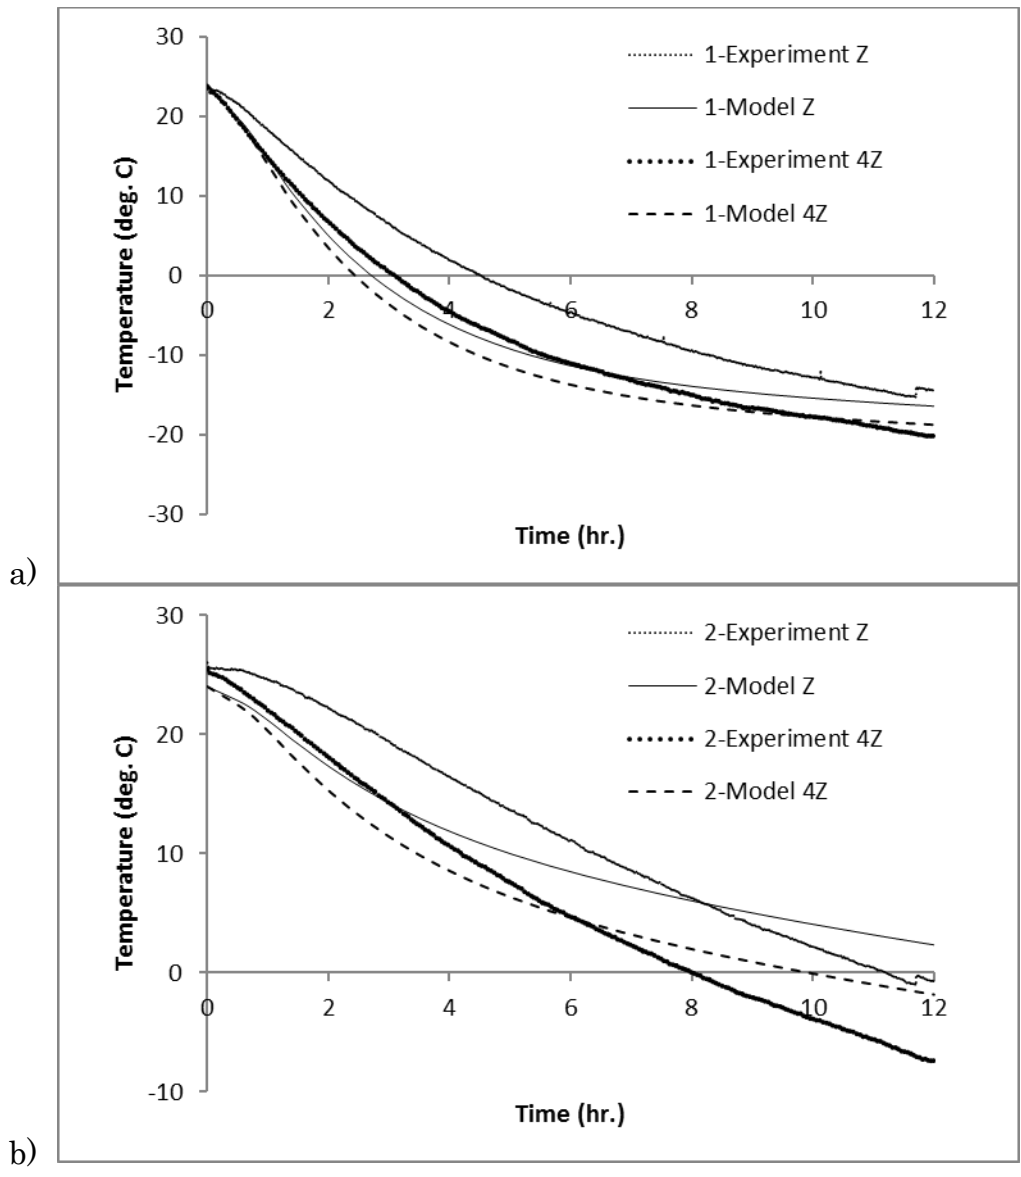 30
1-Experiment Z
20
1-Model Z
1-Experiment 4Z
10
1-Model 4Z
0
0 2 4 6 8 10 12
-10
-20
-30
Temperature (deg. C)
Time (hr.)
a)
30
2-Experiment Z
2-Model Z
20
2-Experiment 4Z
2-Model 4Z
10
0
0 2 4 6 8 10 12
-10
Temperature (deg. C)
Time (hr.)
b)